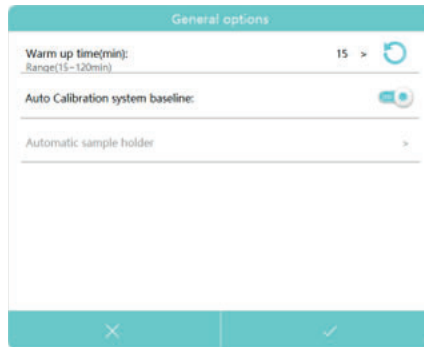 General options
Warm up time(min): 15 >
Range(15~120min)
Auto Calibration system baseline:
Automatic sample holder >